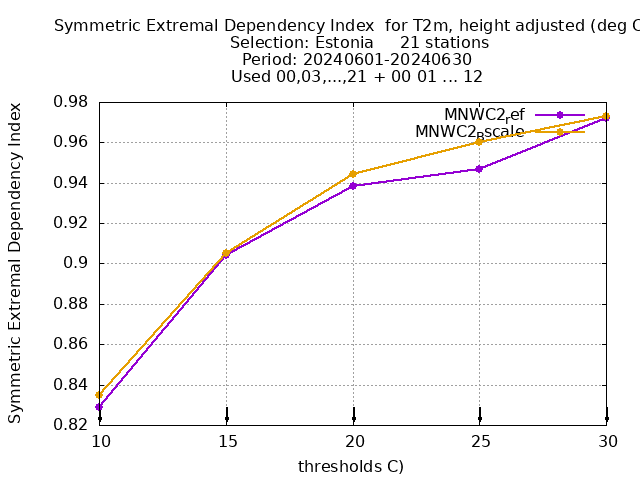 Symmetric Extremal Dependency Index  for T2m, height adjusted (deg C
Selection: Estonia     21 stations
Period: 20240601-20240630
Used 00,03,...,21 + 00 01 ... 12
Symmetric Extremal Dependency Index
0.98
0.96
0.94
0.92
0.9
0.88
0.86
0.84
0.82
MNWC2ref
MNWC2Bscale
10
15
20
25
30
thresholds C)